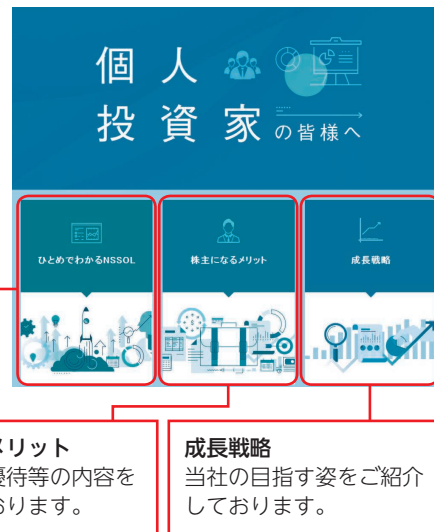 個人
投資家の皆様へ
ひとめでわかるNSSOL
株主になるメリット
成長戦略
メリット
優待等の内容を
おります。
成長戦略
当社の目指す姿をご紹介
しております。